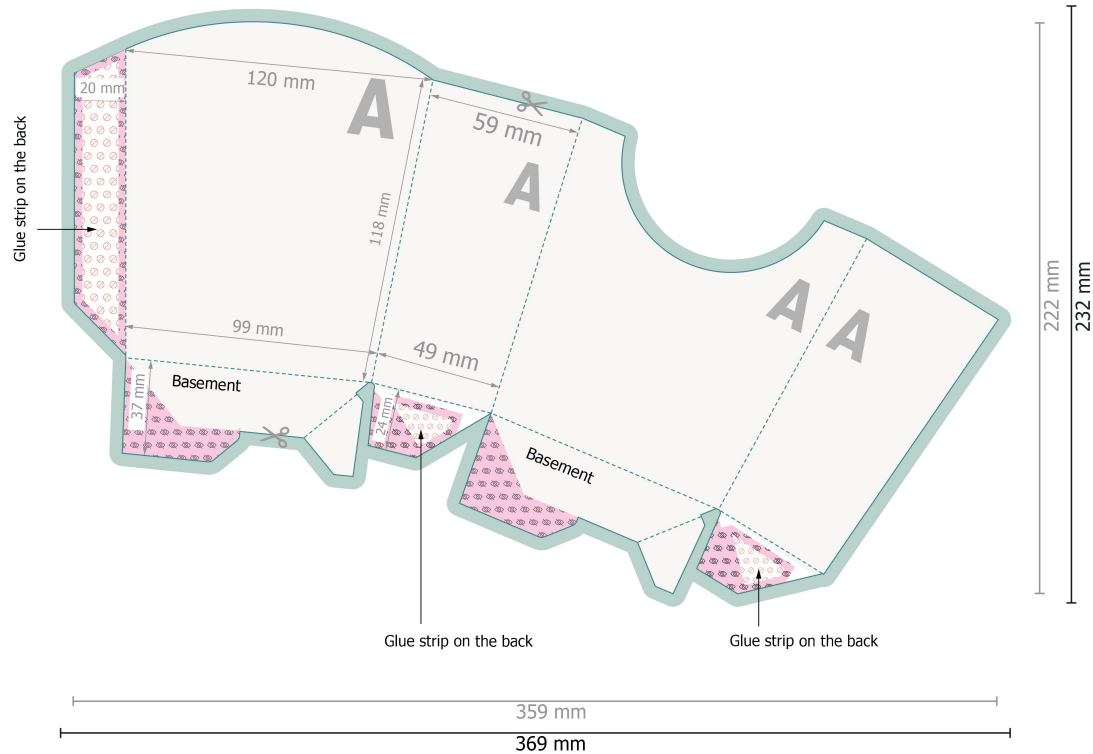 20 mm
120 mm
A
59 mm
A
Glue strip on the back
118 mm
A
A
222 mm
232 mm
99 mm
49 mm
Basement
37 mm
24 mm
Basement
Glue strip on the back
Glue strip on the back
359 mm
369 mm